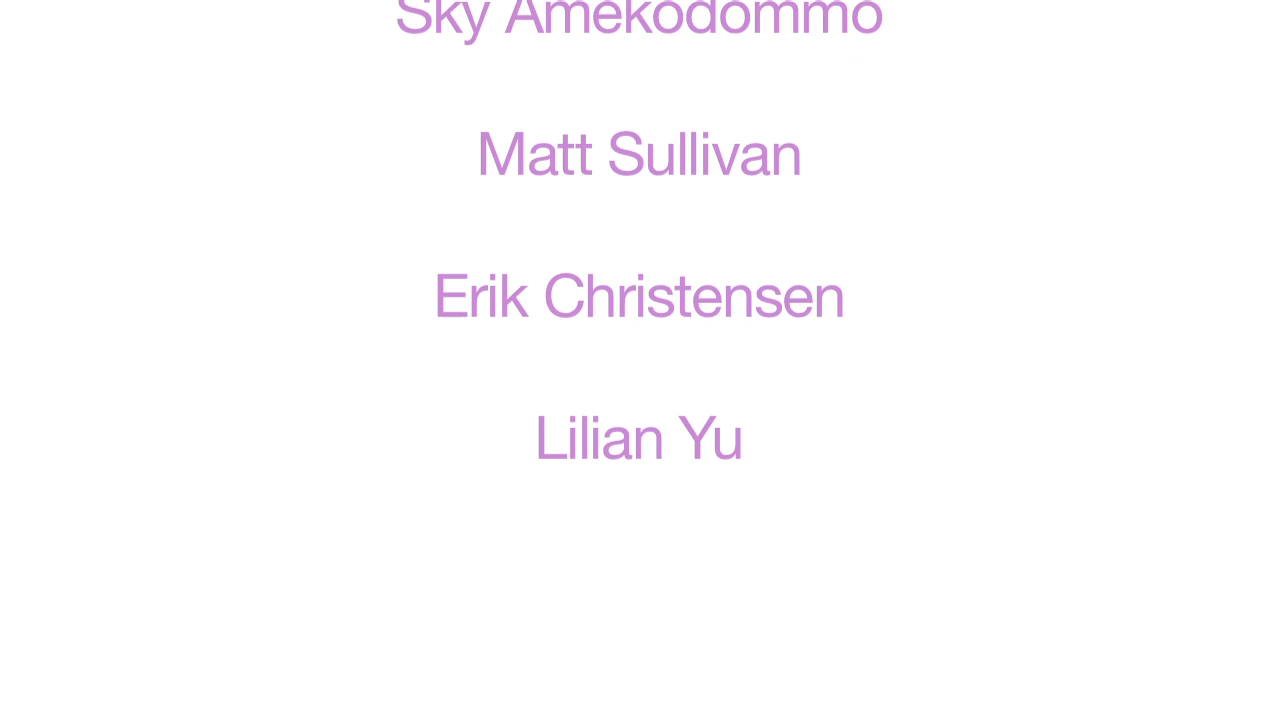 Sky Amekodommo
Matt Sullivan
Erik Christensen
Lilian Yu